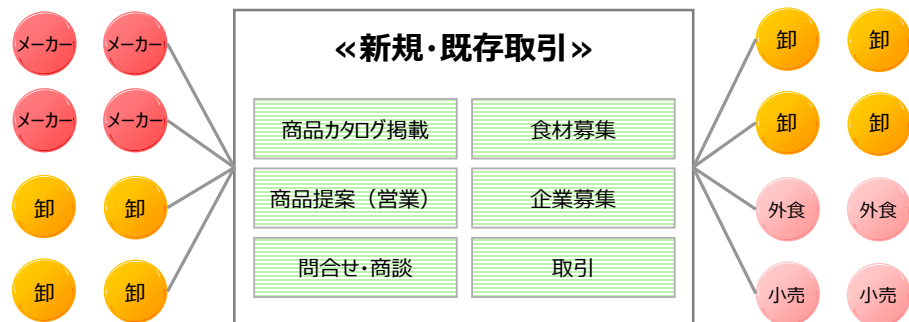 メーカー
メーカー
メーカー
メーカー
卸
卸
卸
卸
≪新規・既存取引≫
商品カタログ掲載
食材募集
商品提案（営業）
企業募集
問合せ・商談
取引
卸
卸
卸
卸
外食
外食
小売
小売